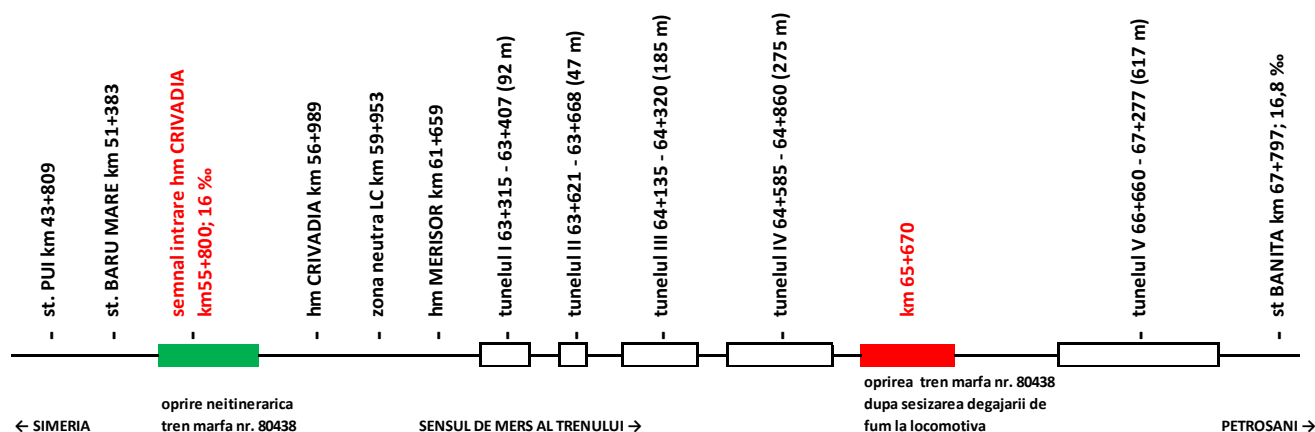 st. PUI km 43+809
st. BARU MARE km 51+383
semnal intrare hm CRIVADIA
km55+800; 16 ‰
hm CRIVADIA km 56+989
zona neutra LC km 59+953
hm MERISOR km 61+659
tunelul I 63+315 - 63+407 (92 m)
tunelul II 63+621 - 63+668 (47 m)
tunelul III 64+135 - 64+320 (185 m)
tunelul IV 64+585 - 64+860 (275 m)
km 65+670
tunelul V 66+660 - 67+277 (617 m)
st BANITA km 67+797; 16,8 ‰
oprire neitinerarica
tren marfa nr. 80438
oprirea tren marfa nr. 80438
dupa sesizarea degajarii de
fum la locomotiva
← SIMERIA
SENSUL DE MERS AL TRENULUI →
PETROSANI →